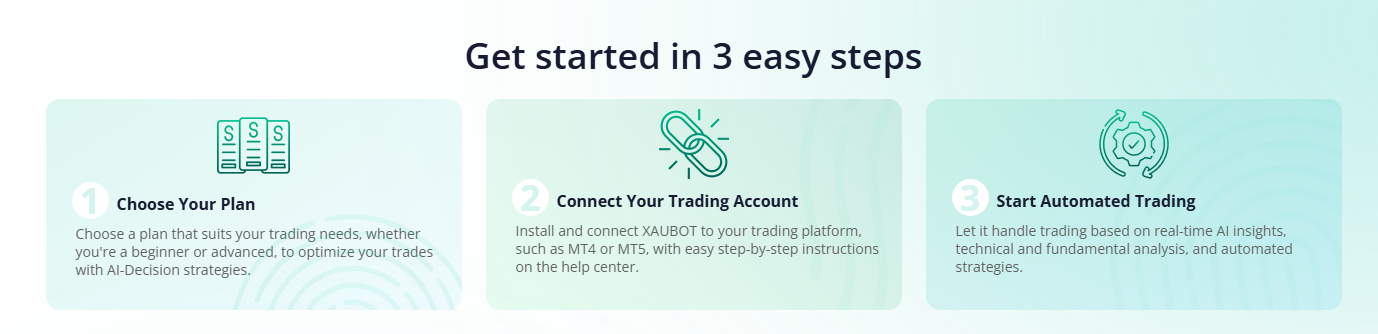 Get started in 3 easy steps
S S S
1 Choose Your Plan
Choose a plan that suits your trading needs, whether
you're a beginner or advanced, to optimize your trades
with AI-Decision strategies.
2 Connect Your Trading Account
Install and connect XAUBOT to your trading platform,
such as MT4 or MT5, with easy step-by-step instructions
on the help center.
3 Start Automated Trading
Let it handle trading based on real-time AI insights,
technical and fundamental analysis, and automated
strategies.